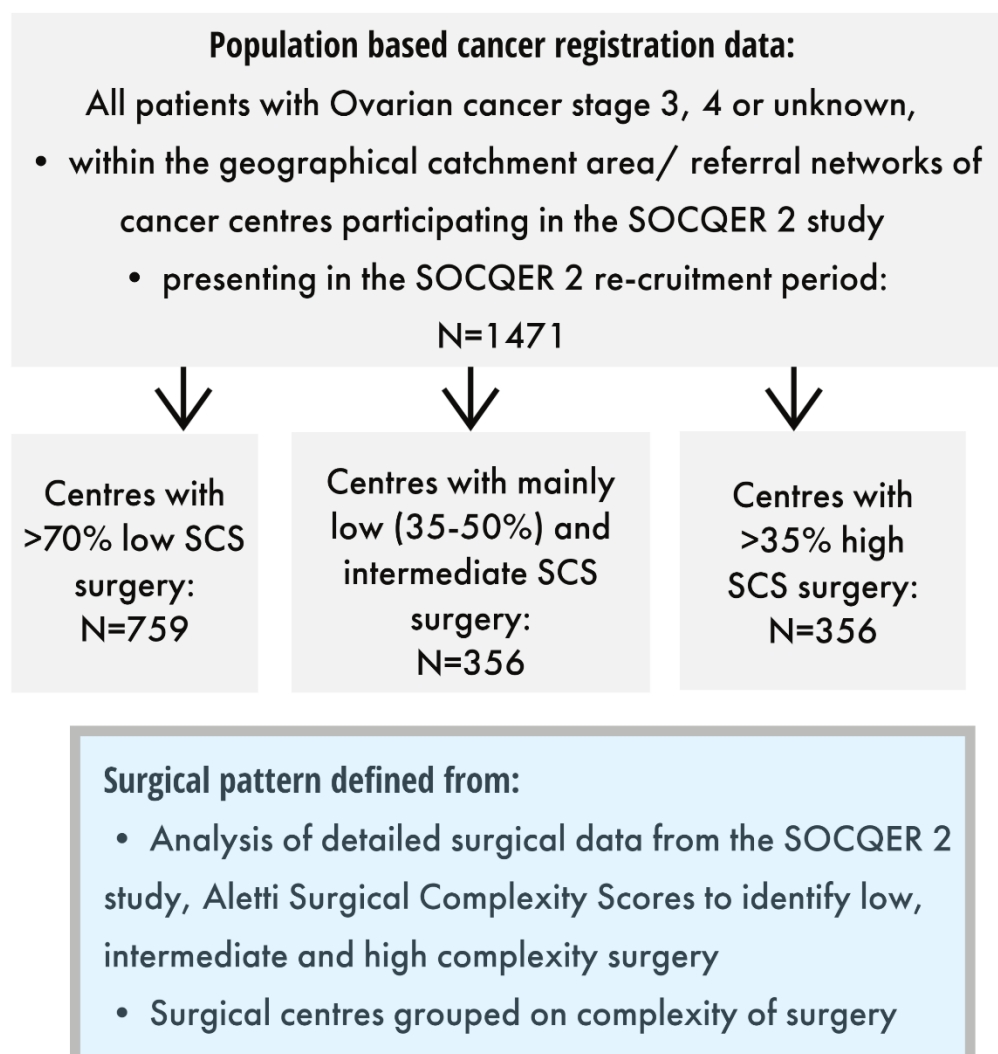 Population based cancer registration data:
All patients with Ovarian cancer stage 3, 4 or unknown,
• within the geographical catchment area/ referral networks of
cancer centres participating in the SOCQER 2 study
• presenting in the SOCQER 2 re-cruitment period:
N=1471
Centres with
>70% low SCS
surgery:
N=759
Centres with mainly
low (35-50%) and
intermediate SCS
surgery:
N=356
Centres with
>35% high
SCS surgery:
N=356
Surgical pattern defined from:
• Analysis of detailed surgical data from the SOCQER 2
study, Aletti Surgical Complexity Scores to identify low,
intermediate and high complexity surgery
• Surgical centres grouped on complexity of surgery